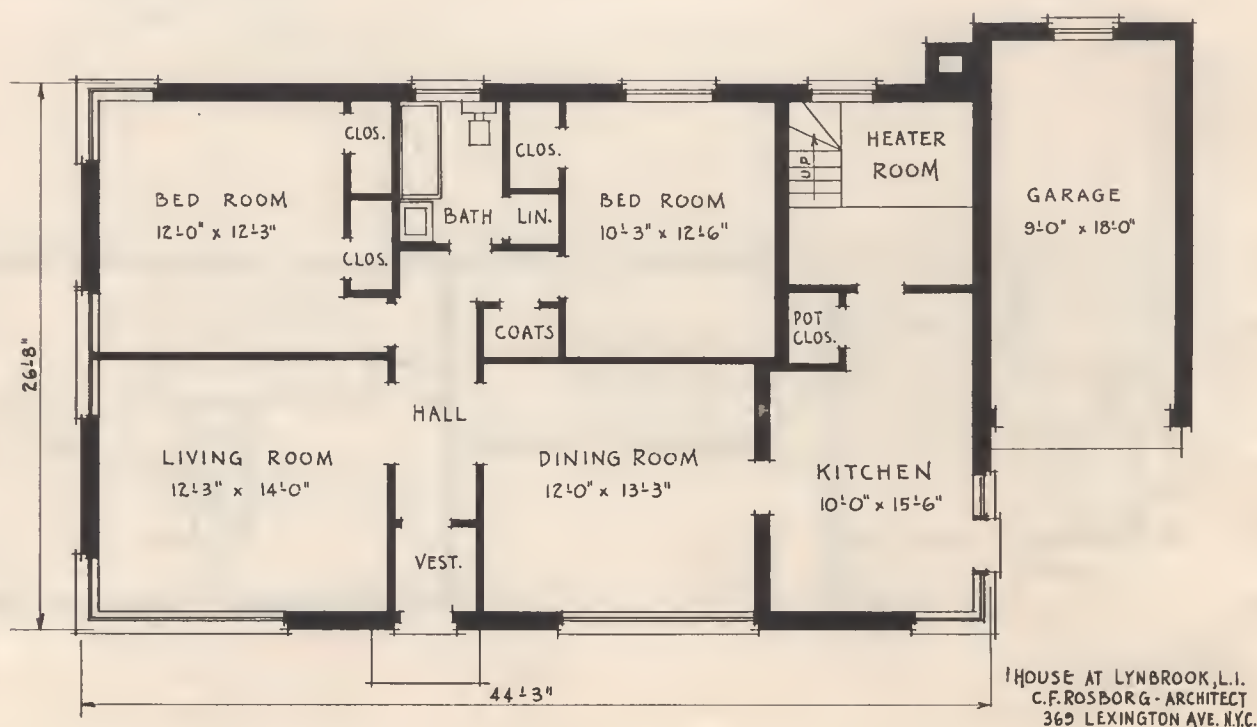 CLOS.
CLOS.
BED ROOM
12'-0" x 12'-3"
CLOS.
BATH
LIN.
BED ROOM
10'-3" x 12'-6"
UP
HEATER
ROOM
GARAGE
9'-0" x 18'-0"
COATS
POT
CLOS.
26'-8"
HALL
LIVING ROOM
12'-3" x 14'-0"
DINING ROOM
12'-0" x 13'-3"
KITCHEN
10'-0" x 15'-6"
VEST.
44'-3"
HOUSE AT LYNBROOK, L.I.
C.F. ROSBORG - ARCHITECT
369 LEXINGTON AVE. N.Y.C.